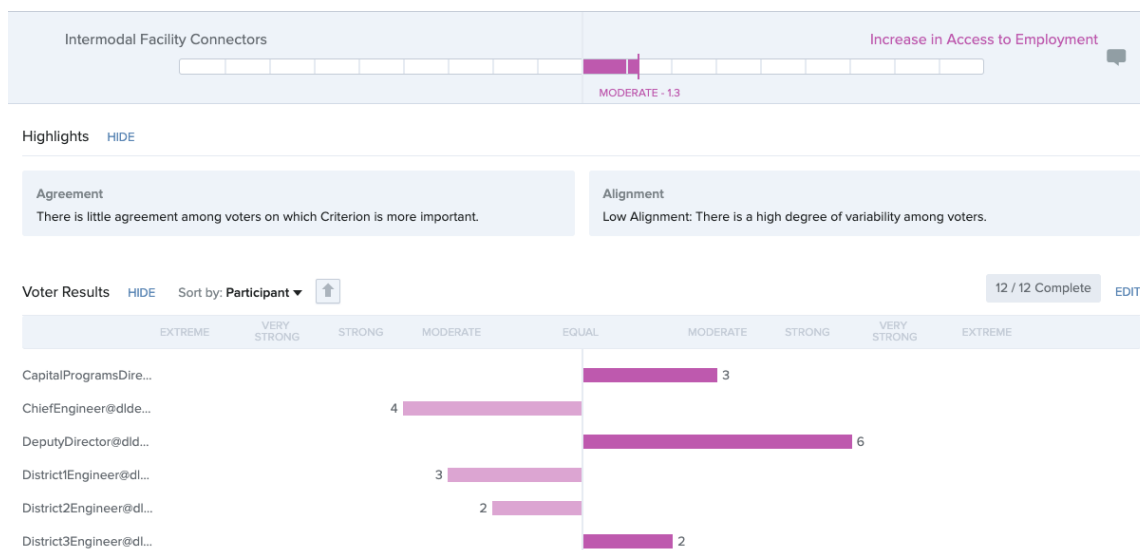 Intermodal Facility Connectors
Increase in Access to Employment
MODERATE - 1.3
Highlights HIDE
Agreement
There is little agreement among voters on which Criterion is more important.
Alignment
Low Alignment: There is a high degree of variability among voters.
Voter Results HIDE Sort by: Participant 12 / 12 Complete EDIT
EXTREME VERY STRONG STRONG MODERATE EQUAL MODERATE STRONG VERY STRONG EXTREME
CapitalProgramsDire... 3
ChiefEngineer@dlde... 4
DeputyDirector@dld... 6
District1Engineer@dl... 3
District2Engineer@dl... 2
District3Engineer@dl... 2